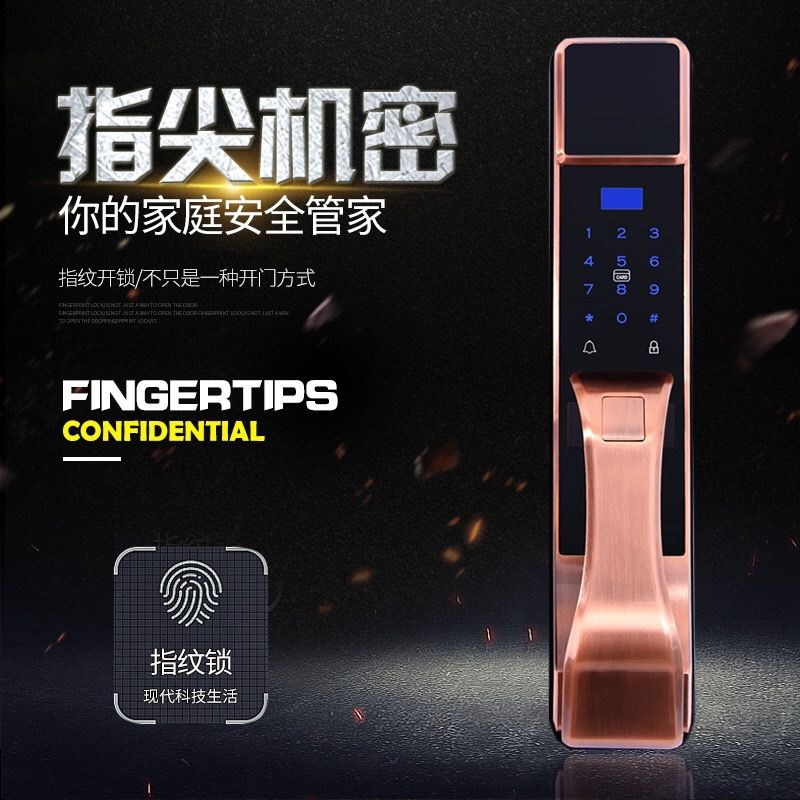 指尖机密
你的家庭安全管家
指纹开锁/不只是一种开门方式
FINGERPRINT LOCK/IS NOT JUST A WAY TO OPEN THE DOOR
FINGERPRINT LOCK/IS NOT JUST A WAY TO OPEN THE DOOR FINGERPRINT LOCK/IS NOT JUST A WAY
TO OPEN THE DOORFINGERPRINT LOCK/IS
FINGERTIPS
CONFIDENTIAL
指纹锁
现代科技生活
1 2 3
4 5 6
CARD
7 8 9
* 0 #